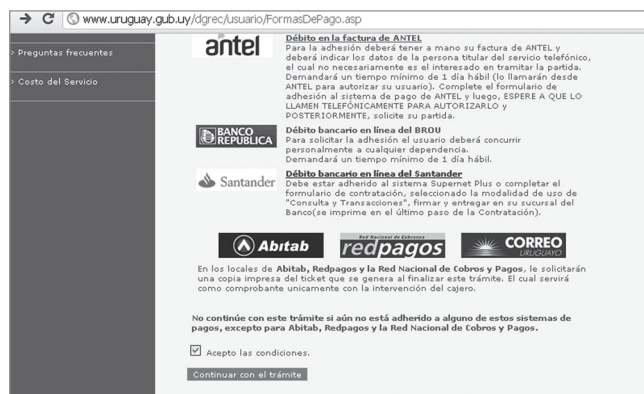 www.uruguay.gub.uy/dgrec/usuario/FormasDePago.asp
> Preguntas frecuentes
> Costo del Servicio
antel
Débito en la factura de ANTEL
Para la adhesión deberá tener a mano su factura de ANTEL y
deberá indicar los datos de la persona titular del servicio telefónico,
el cual no necesariamente es el interesado en tramitar la partida.
Demandará un tiempo mínimo de 1 día hábil (lo llamarán desde
ANTEL para autorizar su usuario). Complete el formulario de
adhesión al sistema de pago de ANTEL y luego, ESPERE A QUE LO
LLAMEN TELEFÓNICAMENTE PARA AUTORIZARLO y
POSTERIORMENTE, solicite su partida.
BANCO
REPUBLICA
Débito bancario en línea del BROU
Para solicitar la adhesión el usuario deberá concurrir
personalmente a cualquier dependencia.
Demandará un tiempo mínimo de 1 día hábil.
Santander
Débito bancario en línea del Santander
Debe estar adherido al sistema Supernet Plus o completar el
formulario de contratación, seleccionado la modalidad de uso de
"Consulta y Transacciones", firmar y entregar en su sucursal del
Banco(se imprime en el último paso de la Contratación).
Abitab
Red Nacional de Cobranza
redpagos
CORREO
URUGUAYO
En los locales de Abitab, Redpagos y la Red Nacional de Cobros y Pagos, le solicitarán
una copia impresa del ticket que se genera al finalizar este trámite. El cual servirá
como comprobante unicamente con la intervención del cajero.
No continúe con este trámite si aún no está adherido a alguno de estos sistemas de
pagos, excepto para Abitab, Redpagos y la Red Nacional de Cobros y Pagos.
Acepto las condiciones.
Continuar con el trámite